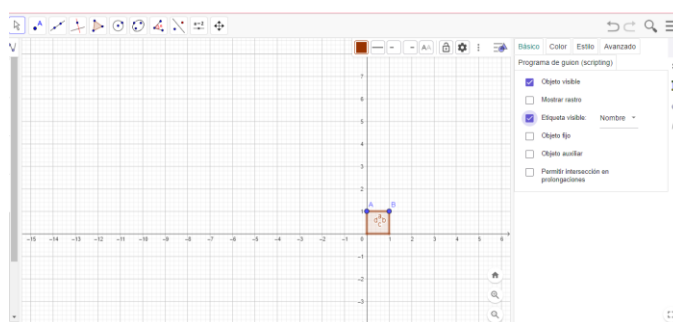 a=2
AA
Básico Color Estilo Avanzado
Programa de guion (scripting)
Objeto visible
Mostrar rastro
Etiqueta visible: Nombre
Objeto fijo
Objeto auxiliar
Permitir intersección en
prolongaciones
7
6
5
4
3
2
A B
1
-15 -14 -13 -12 -11 -10 -9 -8 -7 -6 -5 -4 -3 -2 -1 0 1 2 3 4 5 6
-1
-2
-3